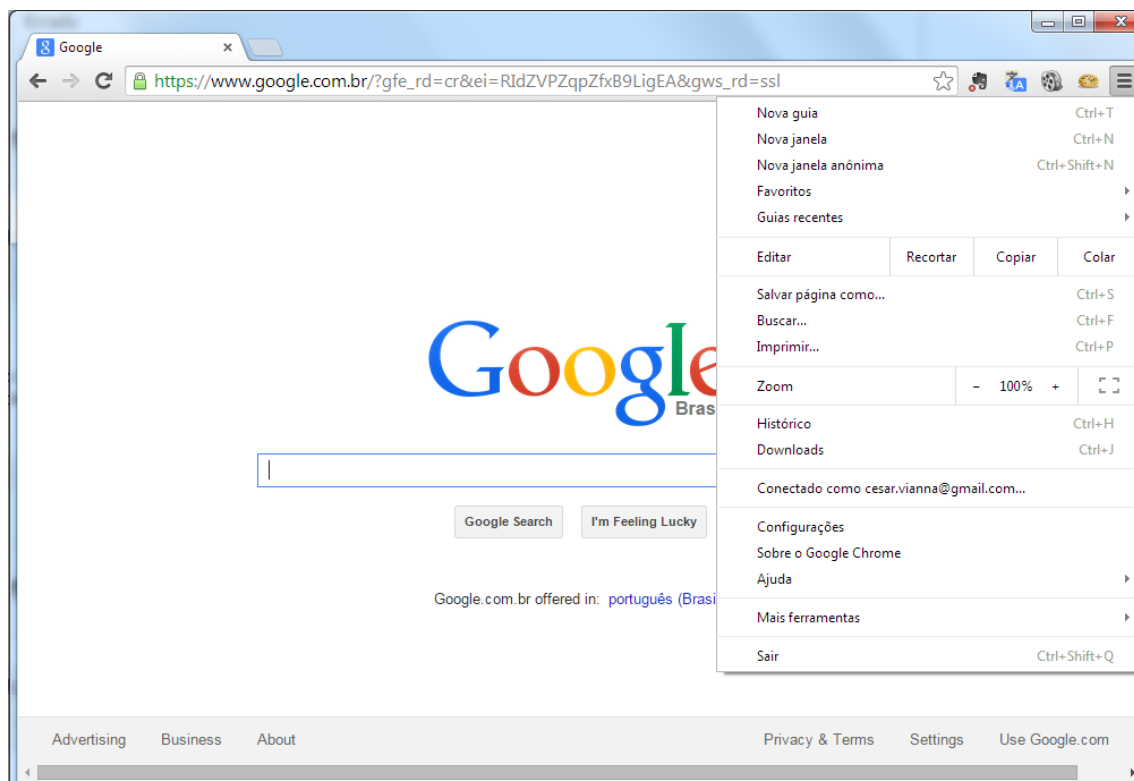 Google
https://www.google.com.br/?gfe_rd=cr&ei=RIdZVPZqpZfxB9LigEA&gws_rd=ssl
Nova guia Ctrl+T
Nova janela Ctrl+N
Nova janela anônima Ctrl+Shift+N
Favoritos
Guias recentes
Editar Recortar Copiar Colar
Salvar página como... Ctrl+S
Buscar... Ctrl+F
Imprimir... Ctrl+P
Zoom - 100% +
Histórico Ctrl+H
Downloads Ctrl+J
Conectado como cesar.vianna@gmail.com...
Configurações
Sobre o Google Chrome
Ajuda
Mais ferramentas
Sair Ctrl+Shift+Q
Google
Bras
Google Search I'm Feeling Lucky
Google.com.br offered in: português (Brasi
Advertising Business About Privacy & Terms Settings Use Google.com